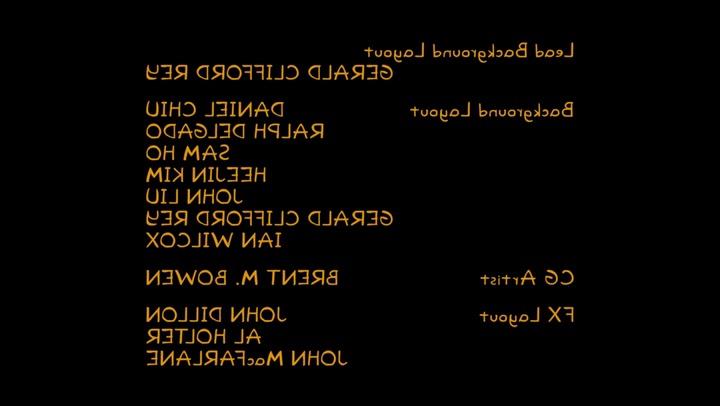 Lead Background Layout
GERALD CLIFFORD REY
Background Layout DANIEL CHIU
RALPH DELGADO
SAM HO
HEEJIN KIM
JOHN LIU
GERALD CLIFFORD REY
IAN WILCOX
CG Artist BRENT M. BOWEN
FX Layout JOHN DILLON
AL HOLTER
JOHN MacFARLANE